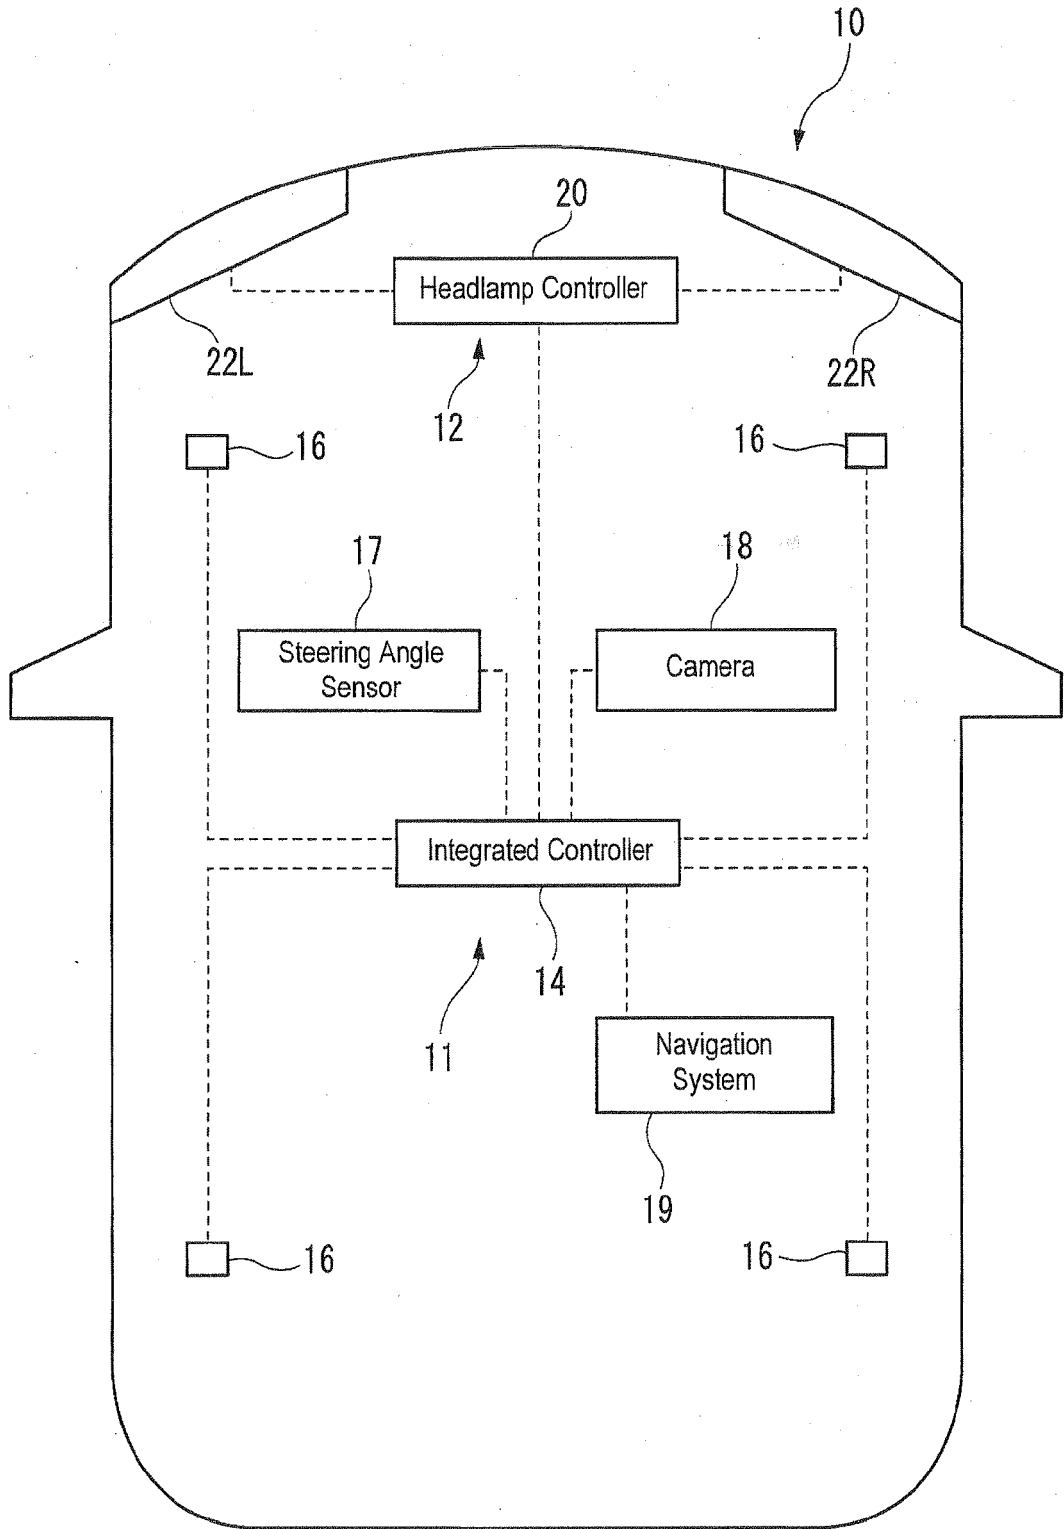 10
20
Headlamp Controller
22L
22R
12
16
16
17
18
Steering Angle
Sensor
Camera
Integrated Controller
14
11
Navigation
System
19
16
16